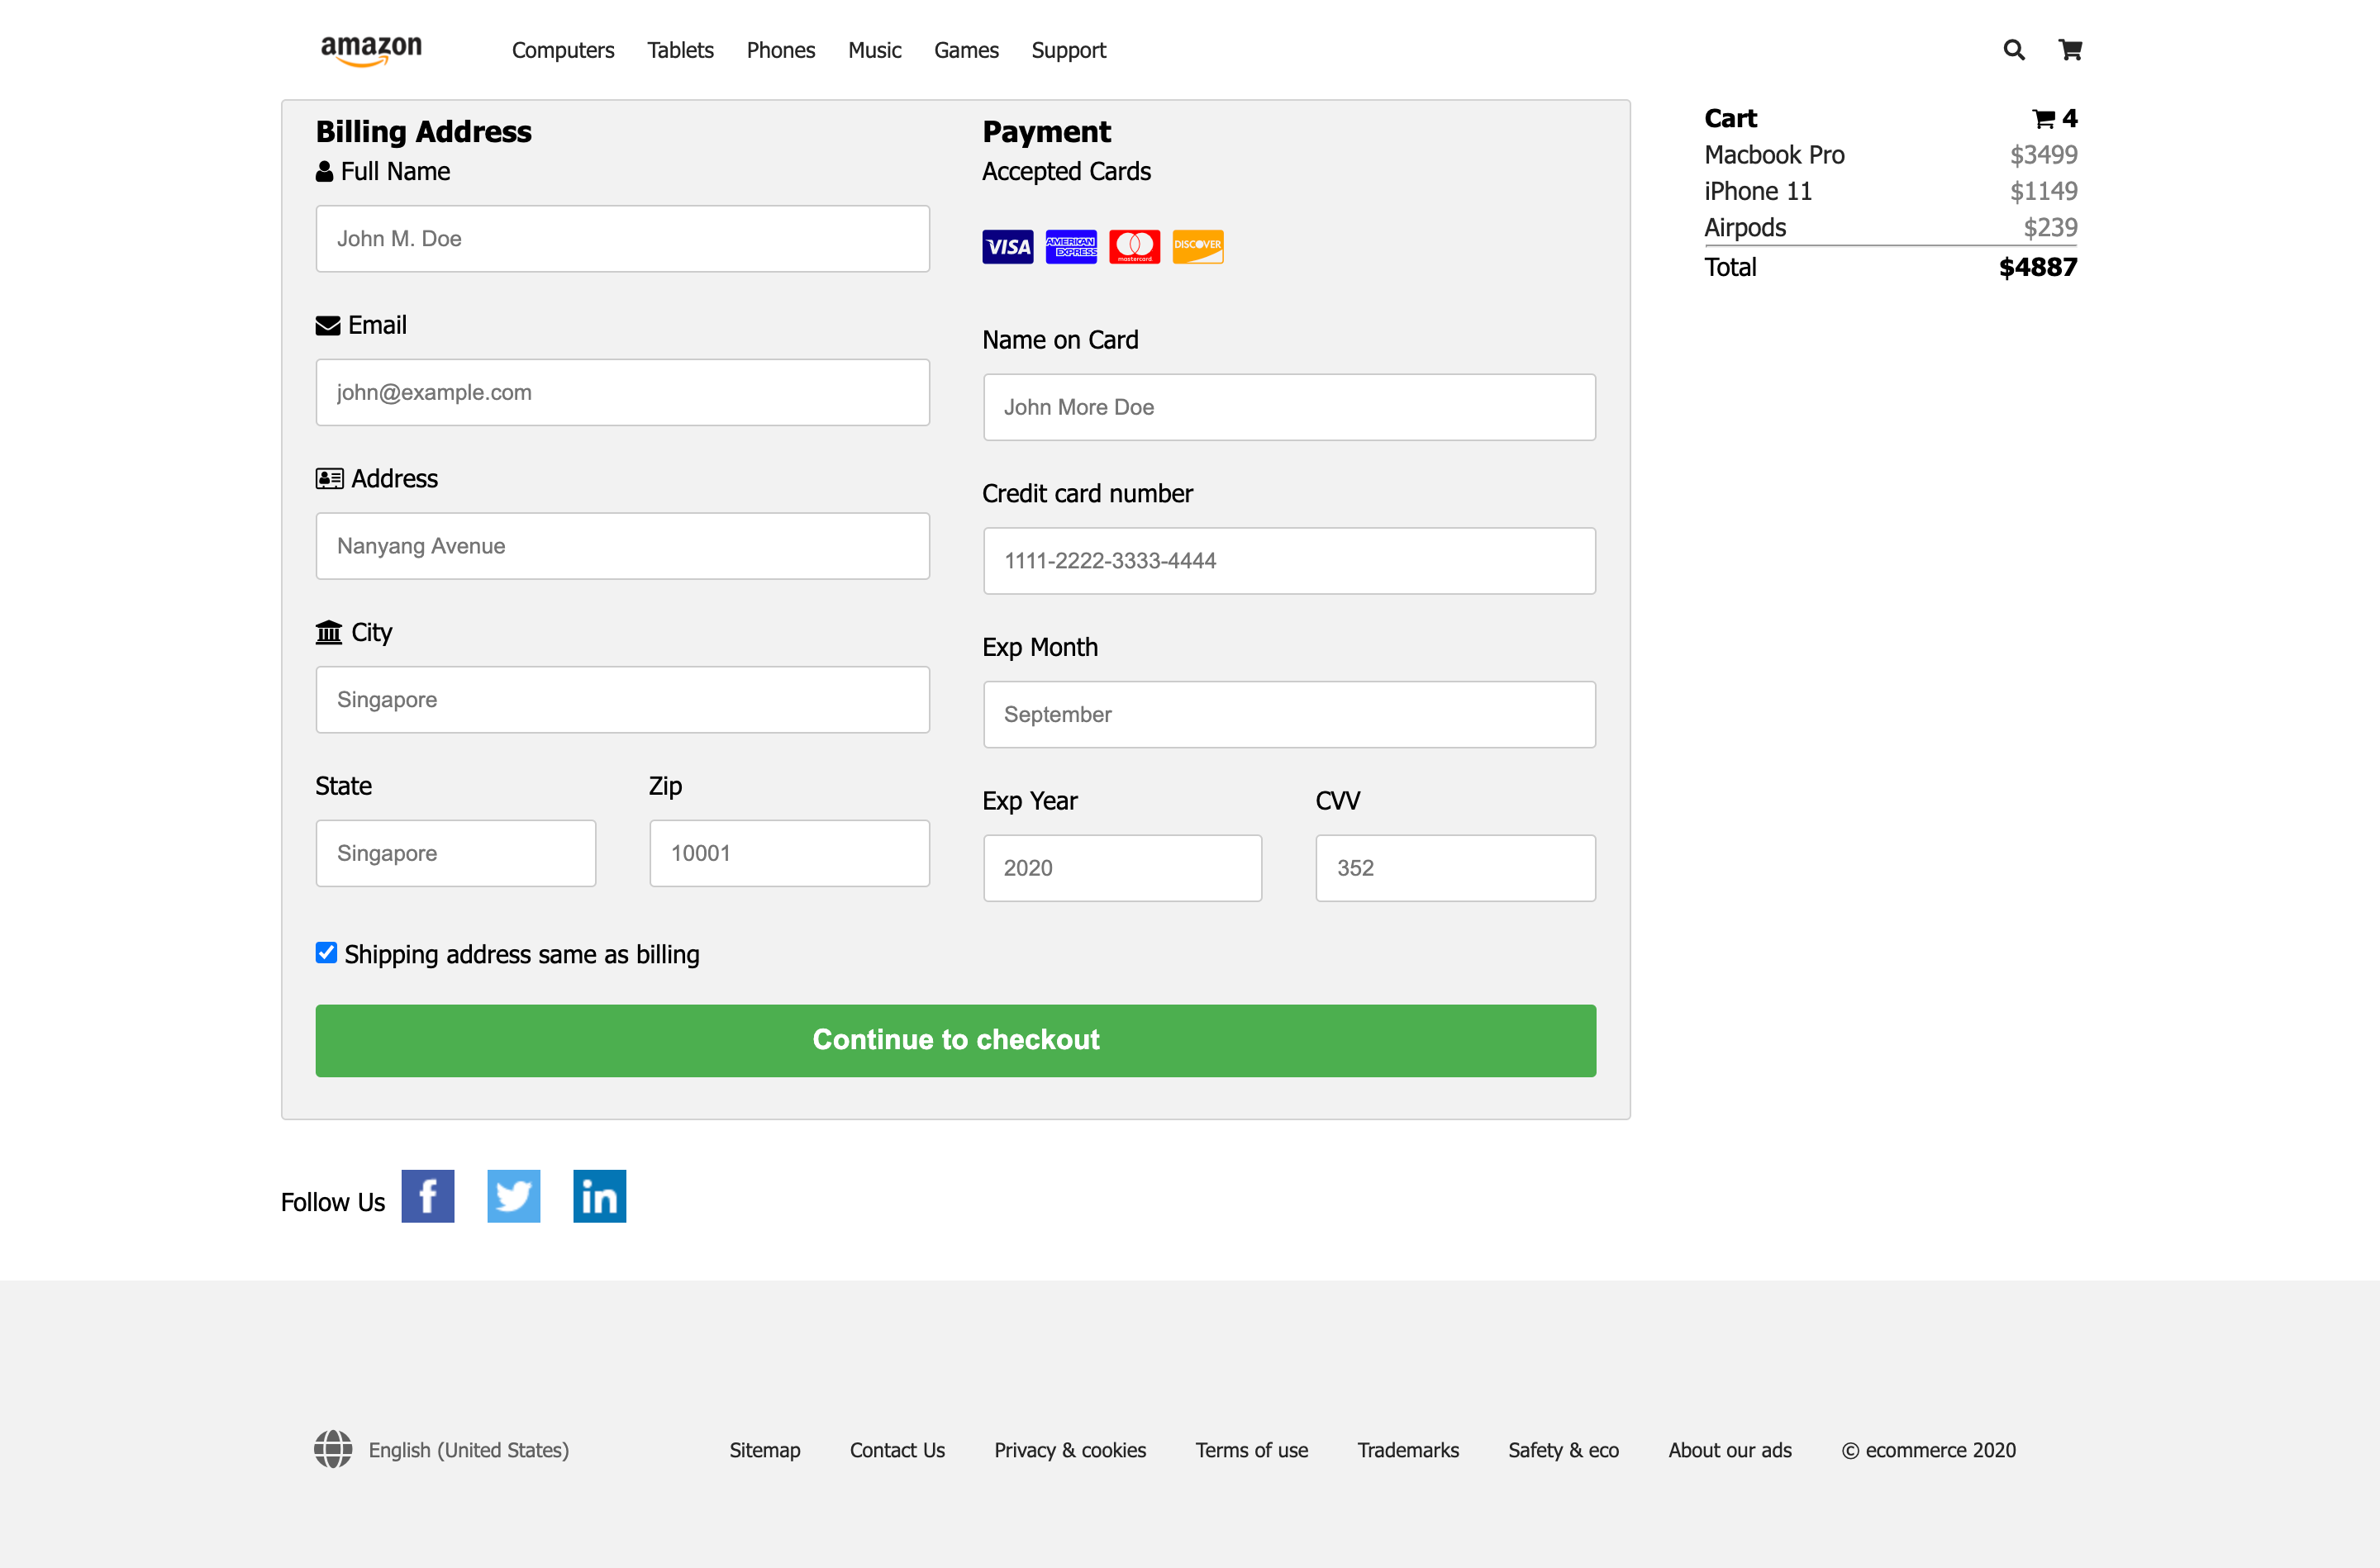 amazon
Computers Tablets Phones Music Games Support
Billing Address
Full Name
John M. Doe
Email
john@example.com
Address
Nanyang Avenue
City
Singapore
State Zip
Singapore 10001
Payment
Accepted Cards
VISA AMERICAN EXPRESS mastercard DISCOVER
Name on Card
John More Doe
Credit card number
1111-2222-3333-4444
Exp Month
September
Exp Year CVV
2020 352
Shipping address same as billing
Continue to checkout
Cart 4
Macbook Pro $3499
iPhone 11 $1149
Airpods $239
Total $4887
Follow Us f in
English (United States) Sitemap Contact Us Privacy & cookies Terms of use Trademarks Safety & eco About our ads © ecommerce 2020